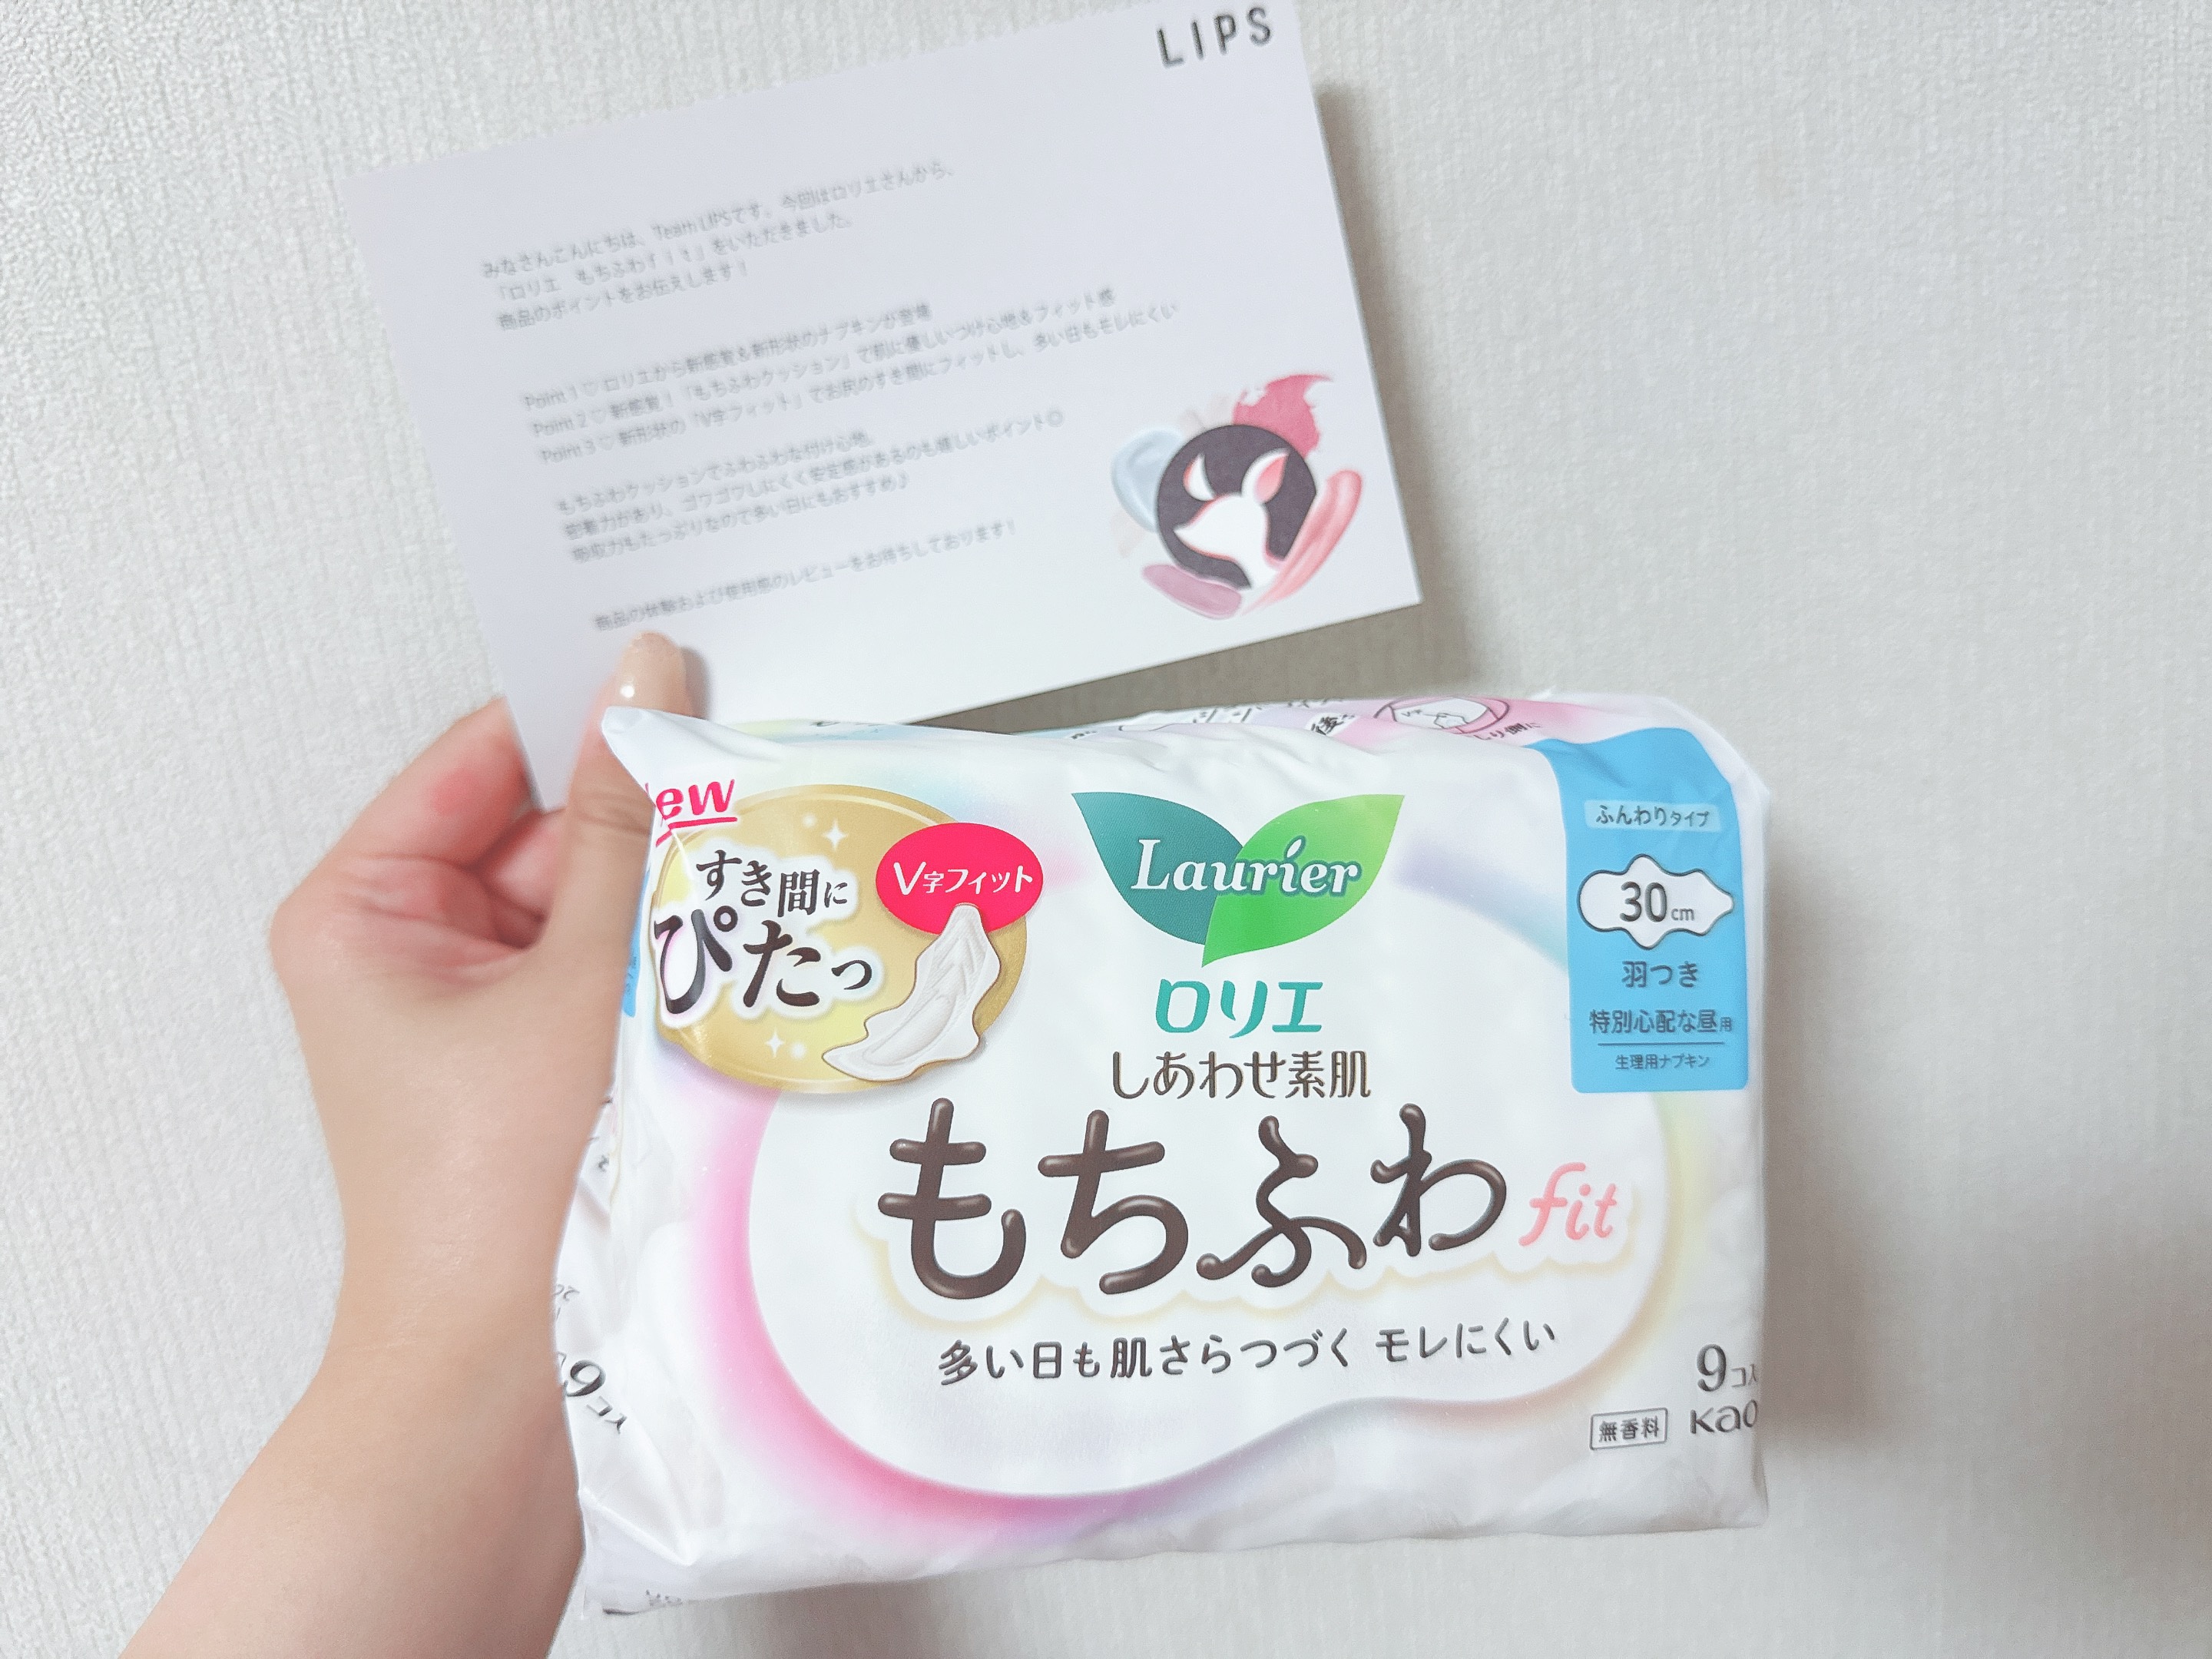 LIPS
みなさんこんにちは、Team LIPSです。今回はロリエさんから、
「ロリエ もちふわfit」をいただきました。
商品のポイントをお伝えします！
Point 1♡ロリエから新感覚&新形状のナプキンが登場
Point 2♡新感覚！「もちふわクッション」で肌に優しいつけ心地&フィット感
Point 3♡新形状の「V字フィット」でお尻のすき間にフィットし、多い日もモレにくい
もちふわクッションでふわふわな付け心地。
密着力があり、ゴワゴワしにくく安定感があるのも嬉しいポイント◎
吸収力もたっぷりなので多い日にもおすすめ♪
商品の体験および使用感のレビューをお待ちしております！
new
すき間に
ぴたっ
V字フィット
Laurier
ロリエ
しあわせ素肌
もちふわfit
多い日も肌さらつづく モレにくい
ふんわりタイプ
30cm
羽つき
特別心配な昼用
生理用ナプキン
9コ入
無香料
kao
9コ入